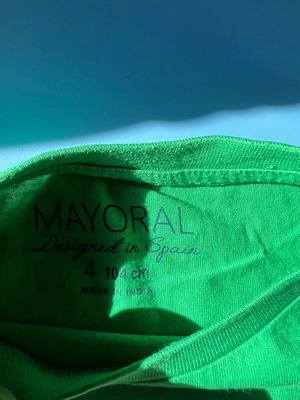 MAYORAL
Designed in Spain
4 104 cm
MADE IN INDIA